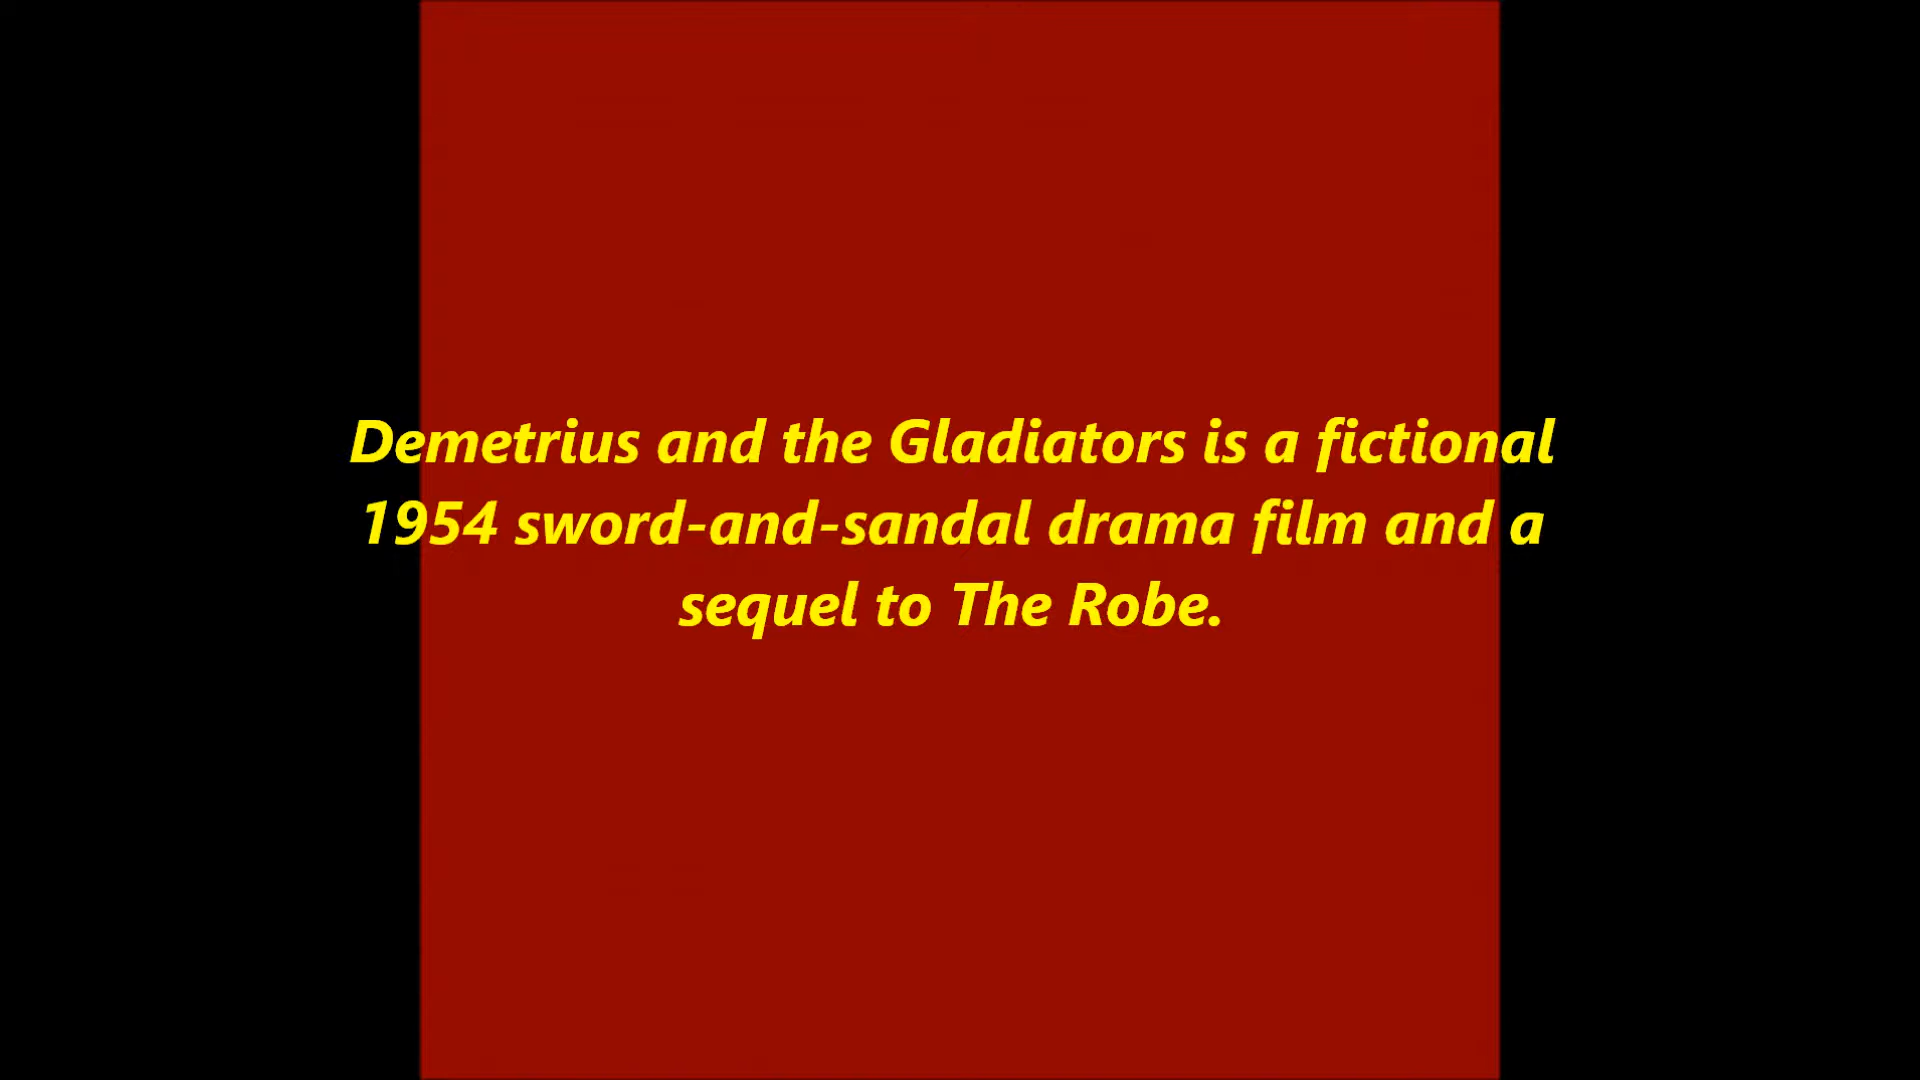 Demetrius and the Gladiators is a fictional
1954 sword-and-sandal drama film and a
sequel to The Robe.